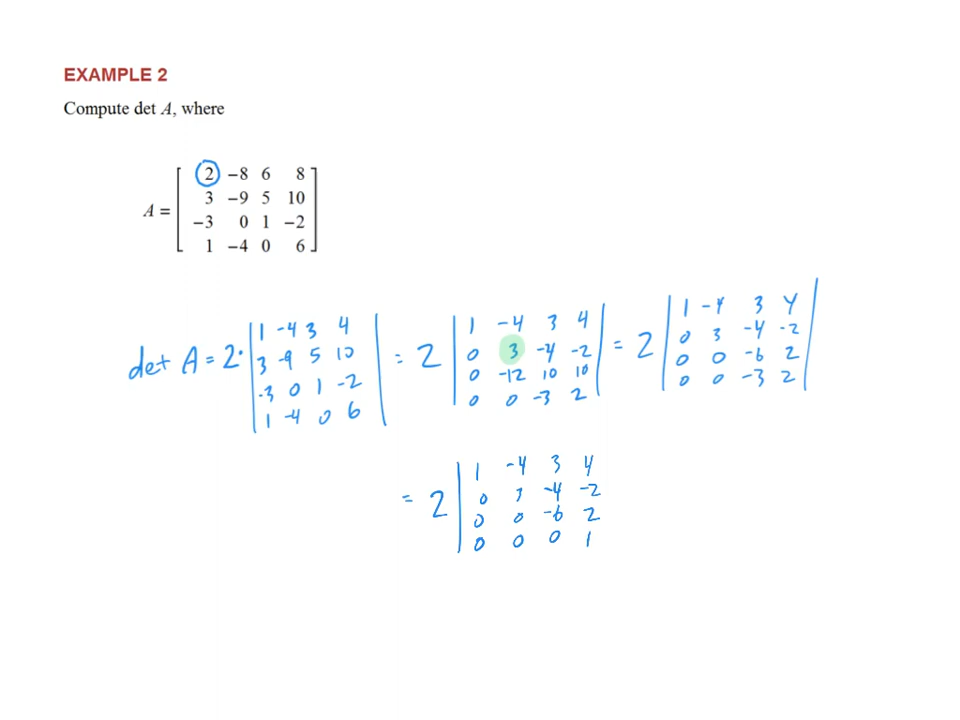 EXAMPLE 2
Compute det A, where
2 −8 6 8
3 −9 5 10
A =
−3 0 1 −2
1 −4 0 6
det A = 2· | 1 -4 3 4 | = 2 | 1 -4 3 4 | = 2 | 1 -4 3 4 |
| 3 -9 5 10 | | 0 3 -4 -2 | | 0 3 -4 -2 |
| -3 0 1 -2 | | 0 -12 10 10 | | 0 0 -6 2 |
| 1 -4 0 6 | | 0 0 -3 2 | | 0 0 -3 2 |
= 2 | 1 -4 3 4 |
| 0 3 -4 -2 |
| 0 0 -6 2 |
| 0 0 0 1